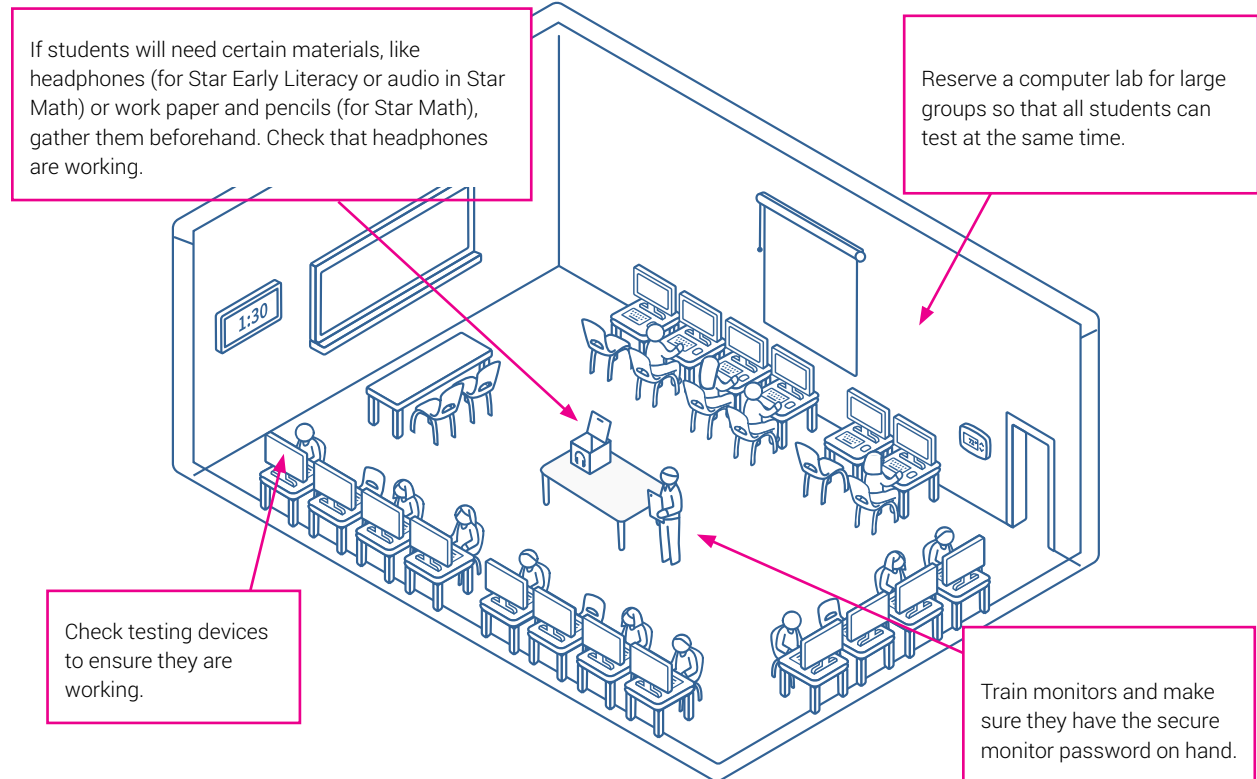 If students will need certain materials, like
headphones (for Star Early Literacy or audio in Star
Math) or work paper and pencils (for Star Math),
gather them beforehand. Check that headphones
are working.
Reserve a computer lab for large
groups so that all students can
test at the same time.
1:30
Check testing devices
to ensure they are
working.
Train monitors and make
sure they have the secure
monitor password on hand.